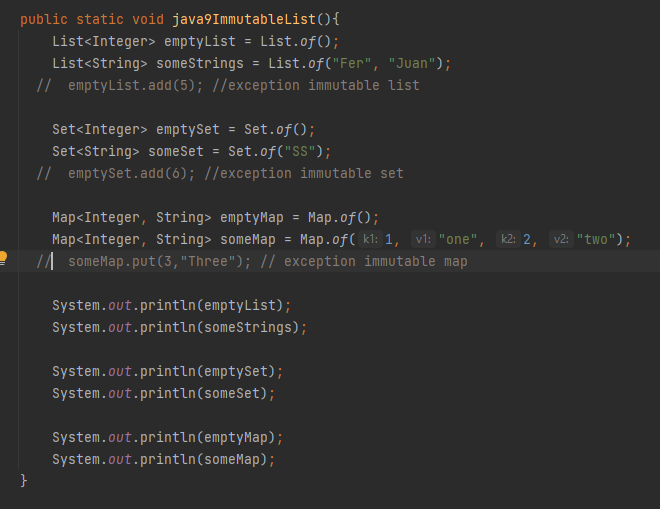 public static void java9ImmutableList(){
List<Integer> emptyList = List.of();
List<String> someStrings = List.of("Fer", "Juan");
// emptyList.add(5); //exception immutable list
Set<Integer> emptySet = Set.of();
Set<String> someSet = Set.of("SS");
// emptySet.add(6); //exception immutable set
Map<Integer, String> emptyMap = Map.of();
Map<Integer, String> someMap = Map.of( k1: 1, v1: "one", k2: 2, v2: "two");
// someMap.put(3,"Three"); // exception immutable map
System.out.println(emptyList);
System.out.println(someStrings);
System.out.println(emptySet);
System.out.println(someSet);
System.out.println(emptyMap);
System.out.println(someMap);
}